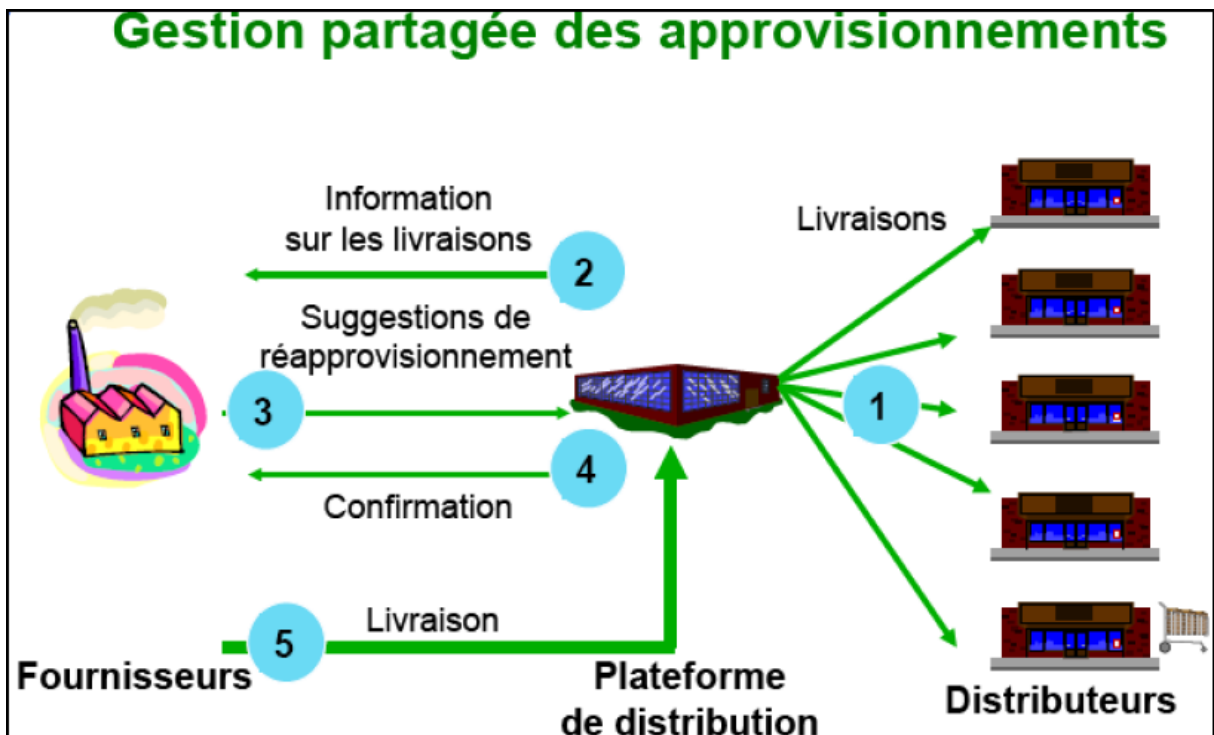 Gestion partagée des approvisionnements
Information
sur les livraisons
2
Livraisons
Suggestions de
réapprovisionnement
3
1
4
Confirmation
5
Livraison
Fournisseurs
Plateforme
de distribution
Distributeurs